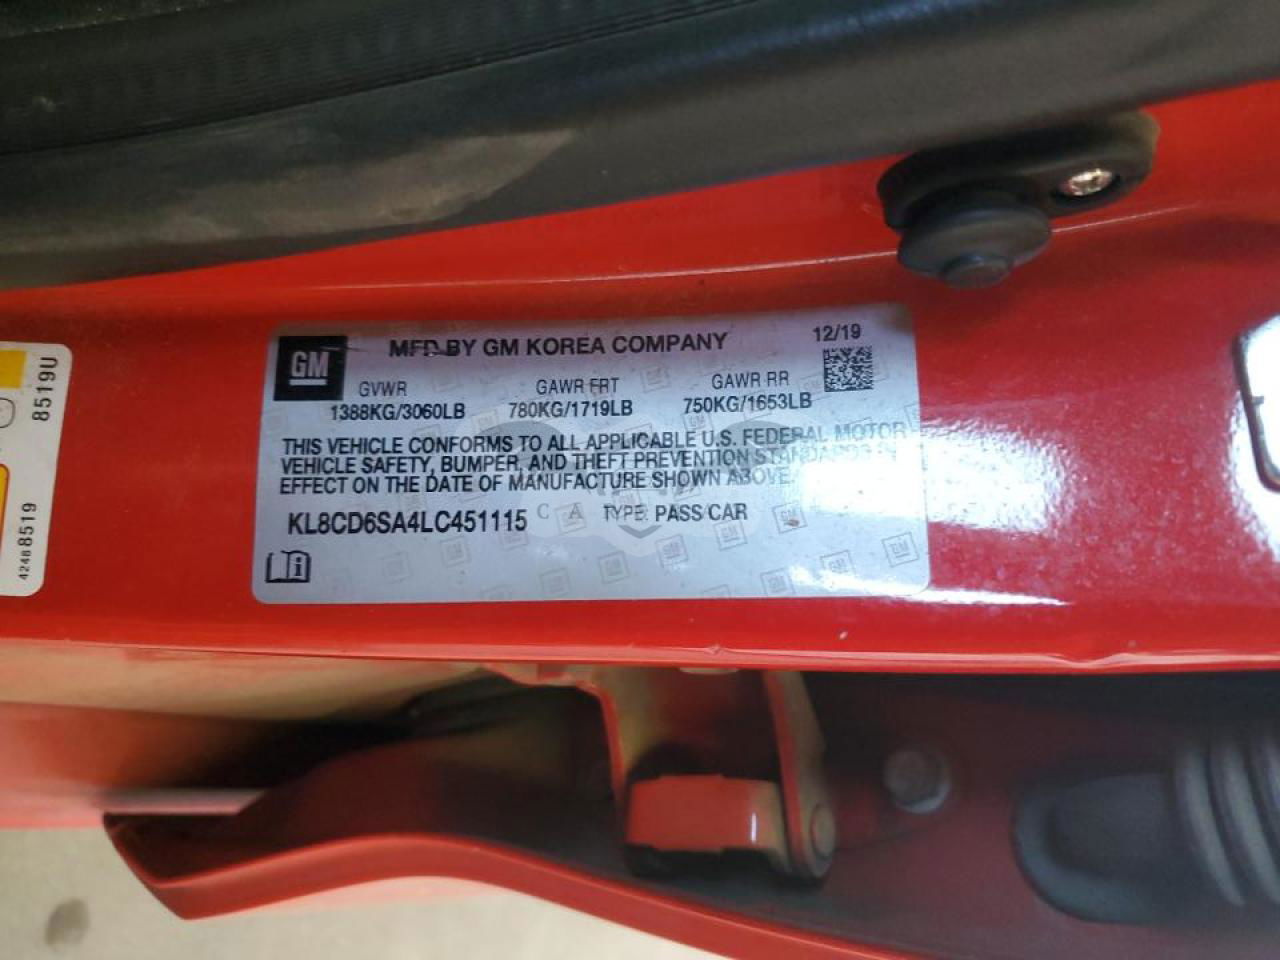 GM
MFD BY GM KOREA COMPANY
12/19
GVWR
GAWR FRT
GAWR RR
1388KG/3060LB
780KG/1719LB
750KG/1653LB
THIS VEHICLE CONFORMS TO ALL APPLICABLE U.S. FEDERAL MOTOR
VEHICLE SAFETY, BUMPER, AND THEFT PREVENTION STANDARDS IN
EFFECT ON THE DATE OF MANUFACTURE SHOWN ABOVE.
KL8CD6SA4LC451115
TYPE: PASS CAR
8519U
42488519